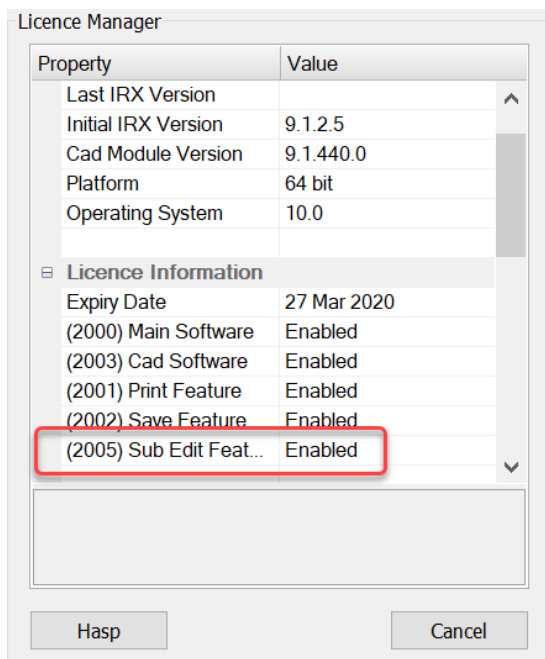 Licence Manager
Property Value
Last IRX Version
Initial IRX Version 9.1.2.5
Cad Module Version 9.1.440.0
Platform 64 bit
Operating System 10.0
Licence Information
Expiry Date 27 Mar 2020
(2000) Main Software Enabled
(2003) Cad Software Enabled
(2001) Print Feature Enabled
(2002) Save Feature Enabled
(2005) Sub Edit Feat... Enabled
Hasp Cancel